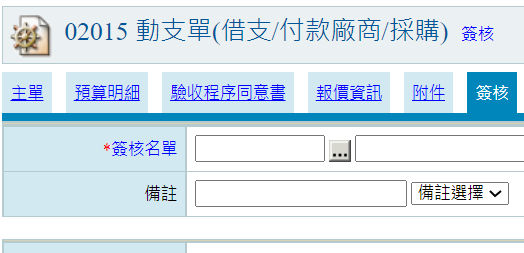 02015 動支單(借支/付款廠商/採購) 簽核
主單 預算明細 驗收程序同意書 報價資訊 附件 簽核
*簽核名單 ...
備註 備註選擇